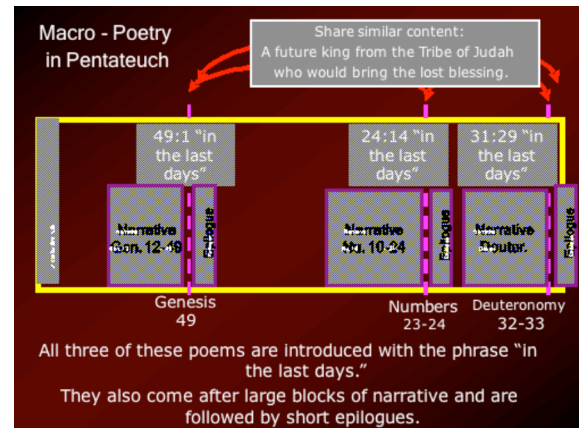 Macro - Poetry
in Pentateuch
Share similar content:
A future king from the Tribe of Judah
who would bring the lost blessing.
49:1 “in
the last
days”
24:14 “in
the last
days”
31:29 “in
the last
days”
Narrative
Gen. 12-49
Epilogue
Narrative
Nu. 10-24
Epilogue
Narrative
Deuter.
Epilogue
Genesis
49
Numbers
23-24
Deuteronomy
32-33
All three of these poems are introduced with the phrase “in
the last days.”
They also come after large blocks of narrative and are
followed by short epilogues.